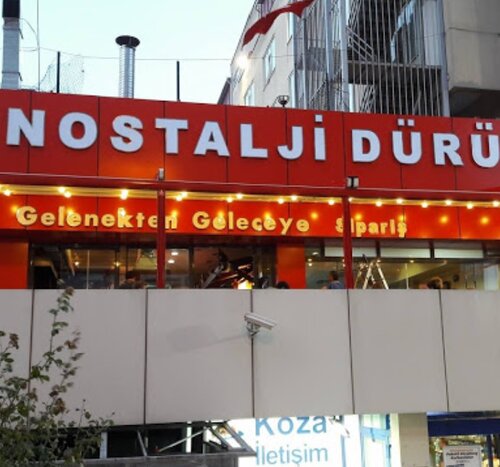 NOSTALJİ DÜRÜ
Gelenekten Geleceye Sipariş
Koza
İletişim